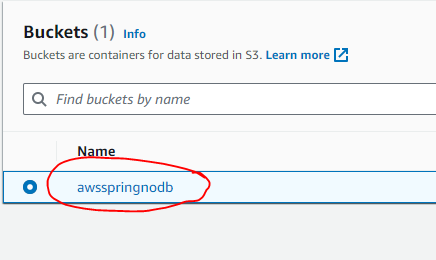 Buckets (1) Info
Buckets are containers for data stored in S3. Learn more
Find buckets by name
Name
awsspringnodb